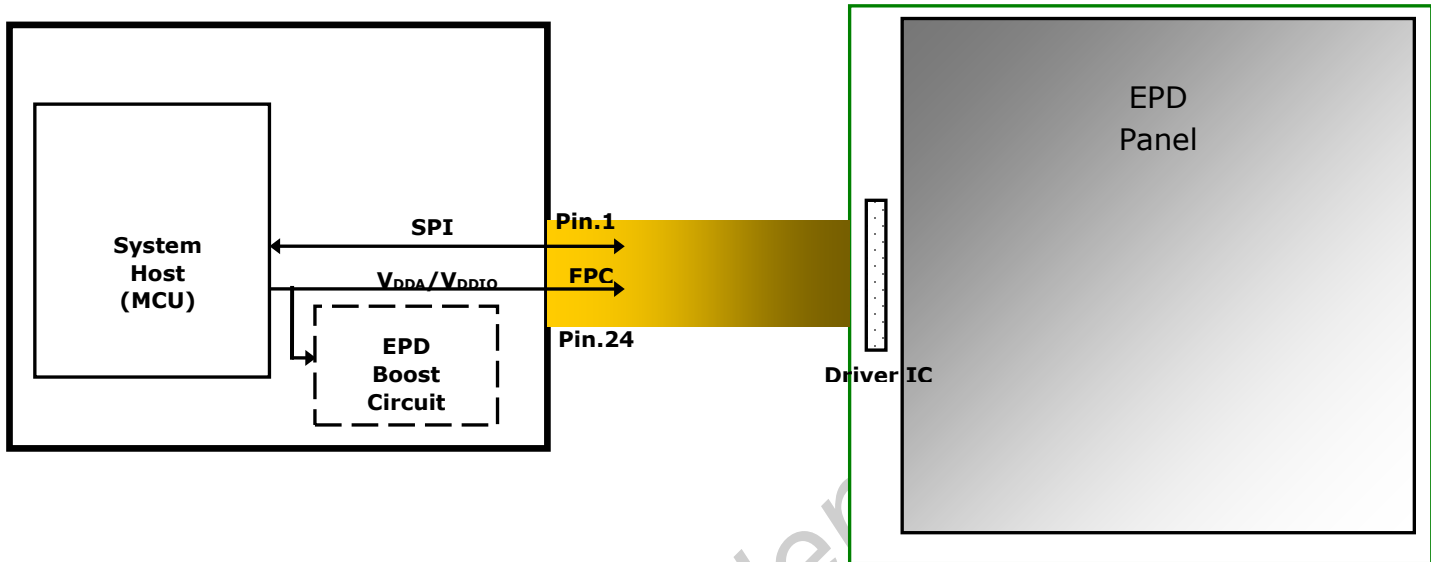 EPD
Panel
Pin.1
SPI
System
Host
(MCU)
VDDA/VDDIO
FPC
Pin.24
EPD
Boost
Circuit
Driver IC